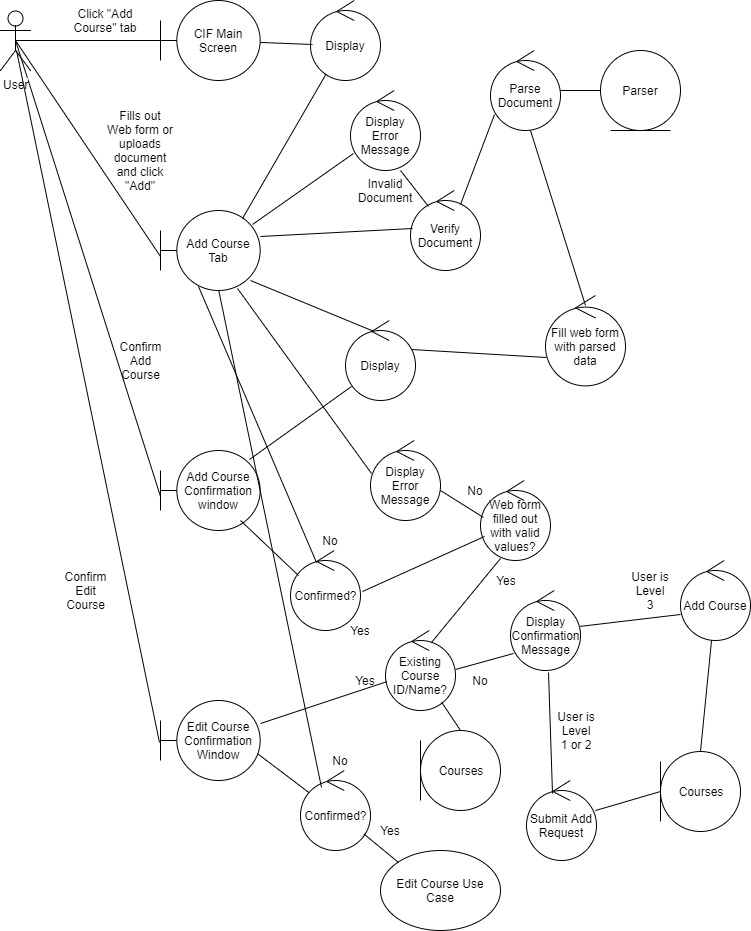 Click "Add
Course" tab
CIF Main
Screen
Display
User
Parse
Document
Parser
Fills out
Web form or
uploads
document
and click
"Add"
Display
Error
Message
Invalid
Document
Verify
Document
Add Course
Tab
Confirm
Add
Course
Display
Fill web form
with parsed
data
Add Course
Confirmation
window
Display
Error
Message
No
Web form
filled out
with valid
values?
No
Confirmed?
Yes
Yes
Confirm
Edit
Course
User is
Level
3
Add Course
Display
Confirmation
Message
Existing
Course
ID/Name?
Yes
No
Edit Course
Confirmation
Window
User is
Level
1 or 2
Courses
Courses
No
Confirmed?
Yes
Submit Add
Request
Edit Course Use
Case